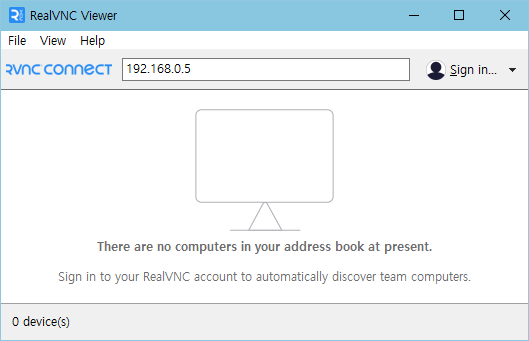 RealVNC Viewer
File View Help
RVNC CONNECT 192.168.0.5 Sign in...
There are no computers in your address book at present.
Sign in to your RealVNC account to automatically discover team computers.
0 device(s)